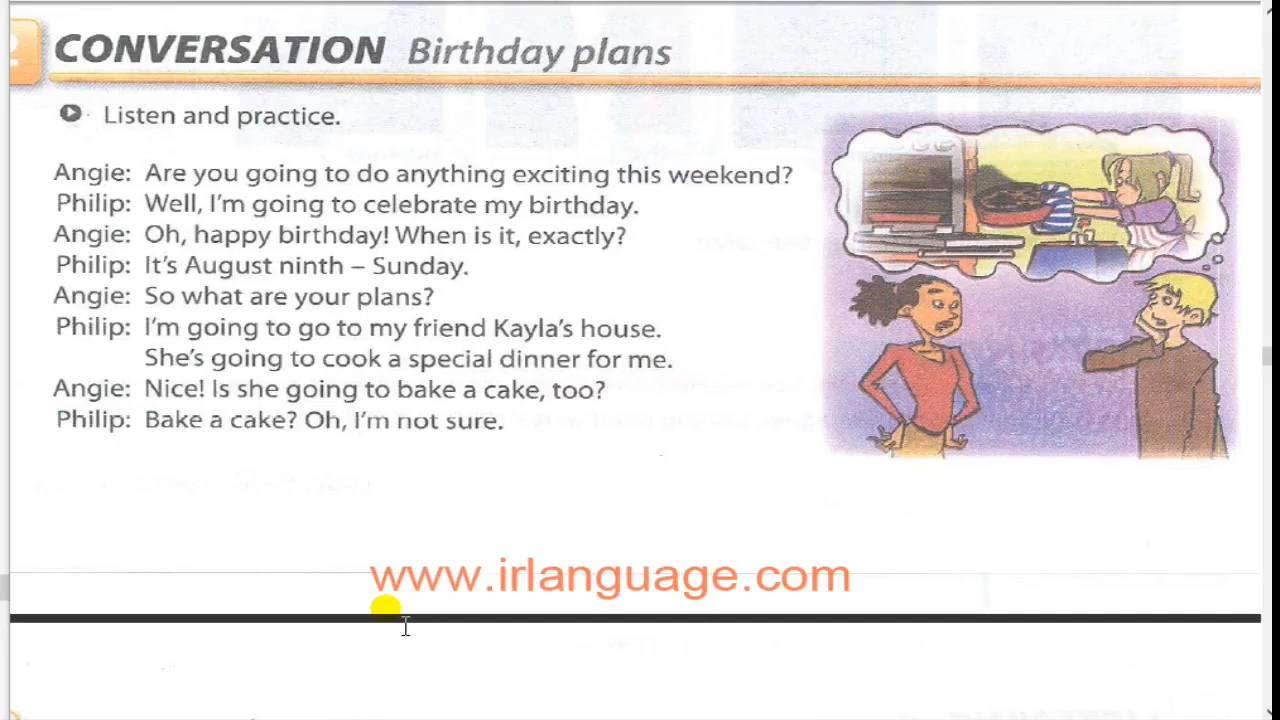 2 CONVERSATION Birthday plans
Listen and practice.
Angie: Are you going to do anything exciting this weekend?
Philip: Well, I'm going to celebrate my birthday.
Angie: Oh, happy birthday! When is it, exactly?
Philip: It's August ninth – Sunday.
Angie: So what are your plans?
Philip: I'm going to go to my friend Kayla's house.
She's going to cook a special dinner for me.
Angie: Nice! Is she going to bake a cake, too?
Philip: Bake a cake? Oh, I'm not sure.
www.irlanguage.com